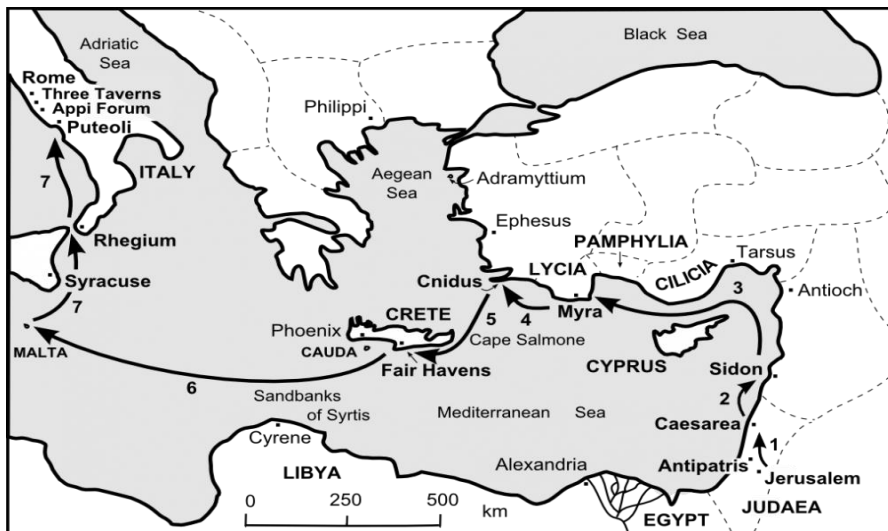 Adriatic
Sea
Black Sea
Rome
Three Taverns
Appi Forum
Puteoli
Philippi
7
ITALY
Aegean
Sea
Adramyttium
Ephesus
PAMPHYLIA
Tarsus
Rhegium
LYCIA
CILICIA
3
Antioch
Syracuse
Cnidus
7
CRETE
5
4
Myra
Phoenix
Cape Salmone
MALTA
CAUDA
CYPRUS
Sidon
Fair Havens
6
2
Sandbanks
of Syrtis
Mediterranean Sea
Caesarea
Cyrene
1
Alexandria
Antipatris
LIBYA
Jerusalem
0
250
500
km
EGYPT
JUDAEA